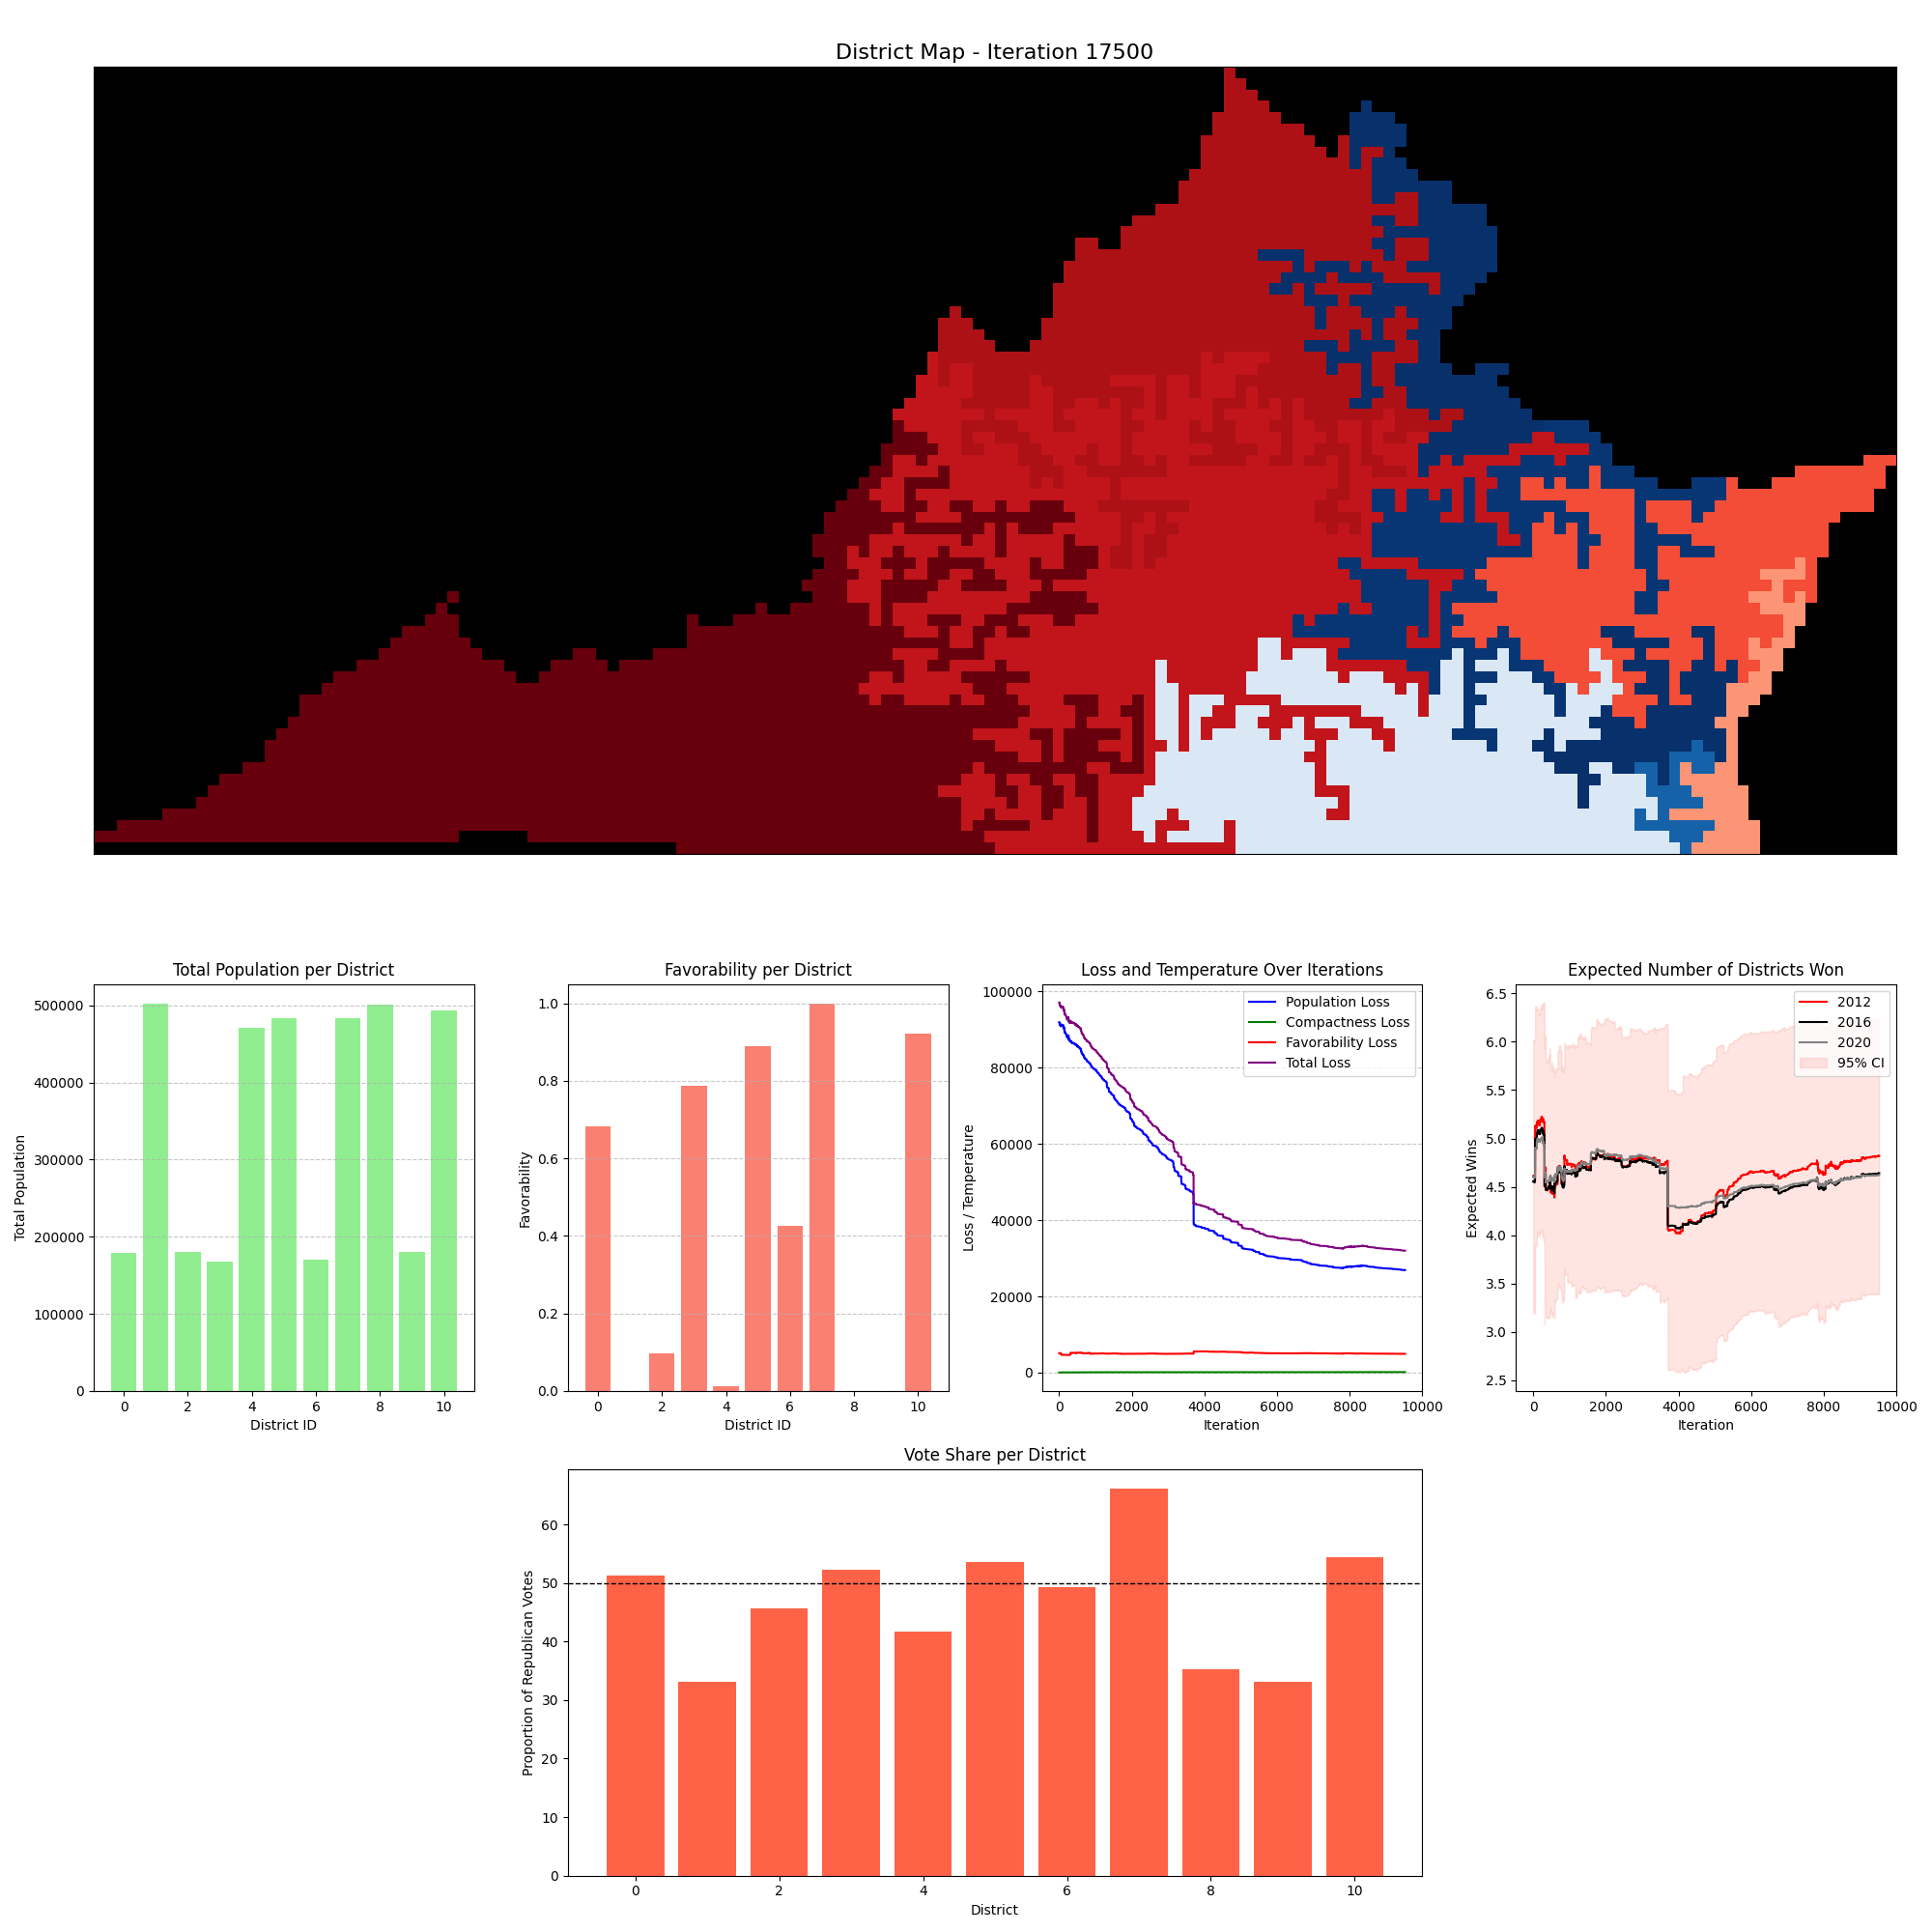 District Map - Iteration 17500
Total Population per District
Total Population
500000
400000
300000
200000
100000
0
0 2 4 6 8 10
District ID
Favorability per District
Favorability
1.0
0.8
0.6
0.4
0.2
0.0
0 2 4 6 8 10
District ID
Loss and Temperature Over Iterations
Loss / Temperature
100000
80000
60000
40000
20000
0
Population Loss
Compactness Loss
Favorability Loss
Total Loss
0 2000 4000 6000 8000 10000
Iteration
Expected Number of Districts Won
Expected Wins
6.5
6.0
5.5
5.0
4.5
4.0
3.5
3.0
2.5
2012
2016
2020
95% CI
0 2000 4000 6000 8000 10000
Iteration
Vote Share per District
Proportion of Republican Votes
60
50
40
30
20
10
0
0 2 4 6 8 10
District